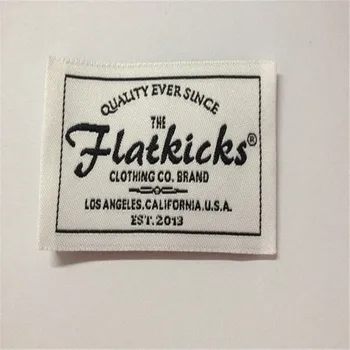 QUALITY EVER SINCE
THE
Flatkicks®
CLOTHING CO. BRAND
LOS ANGELES.CALIFORNIA.U.S.A.
EST.2013